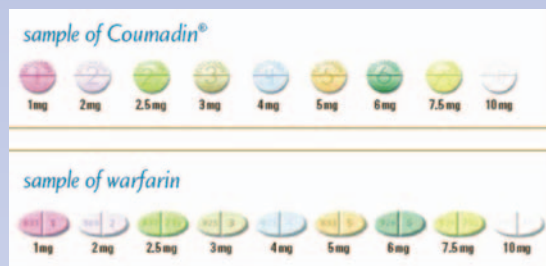 sample of Coumadin®
1mg 2mg 2.5mg 3mg 4mg 5mg 6mg 7.5mg 10mg
sample of warfarin
1mg 2mg 2.5mg 3mg 4mg 5mg 6mg 7.5mg 10mg